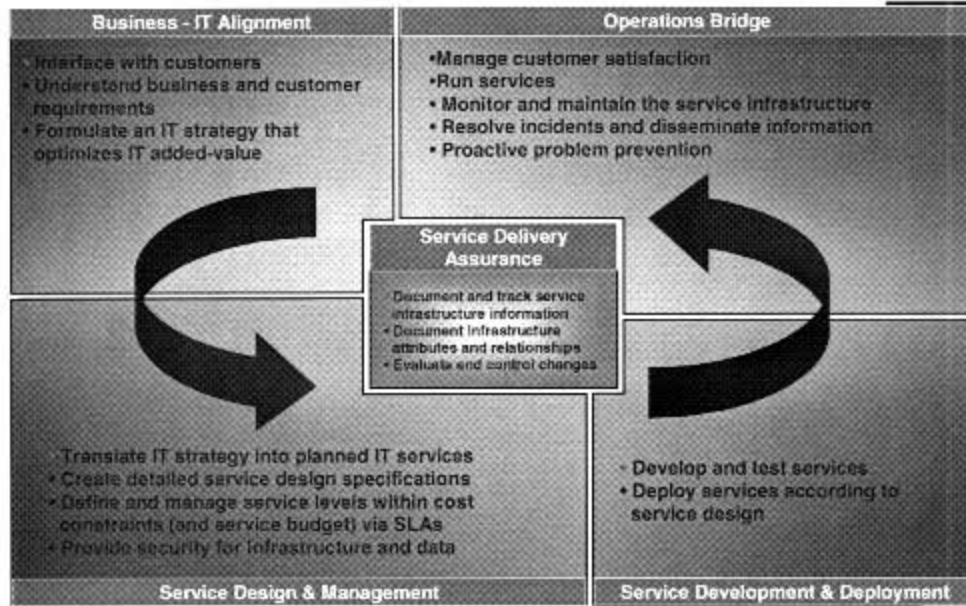 Business - IT Alignment
• Interface with customers
• Understand business and customer
requirements
• Formulate an IT strategy that
optimizes IT added-value
Operations Bridge
•Manage customer satisfaction
•Run services
• Monitor and maintain the service infrastructure
• Resolve incidents and disseminate information
• Proactive problem prevention
Service Delivery
Assurance
• Document and track service
infrastructure information
• Document Infrastructure
attributes and relationships
• Evaluate and control changes
• Translate IT strategy into planned IT services
• Create detailed service design specifications
• Define and manage service levels within cost
constraints (and service budget) via SLAs
• Provide security for infrastructure and data
Service Design & Management
• Develop and test services
• Deploy services according to
service design
Service Development & Deployment